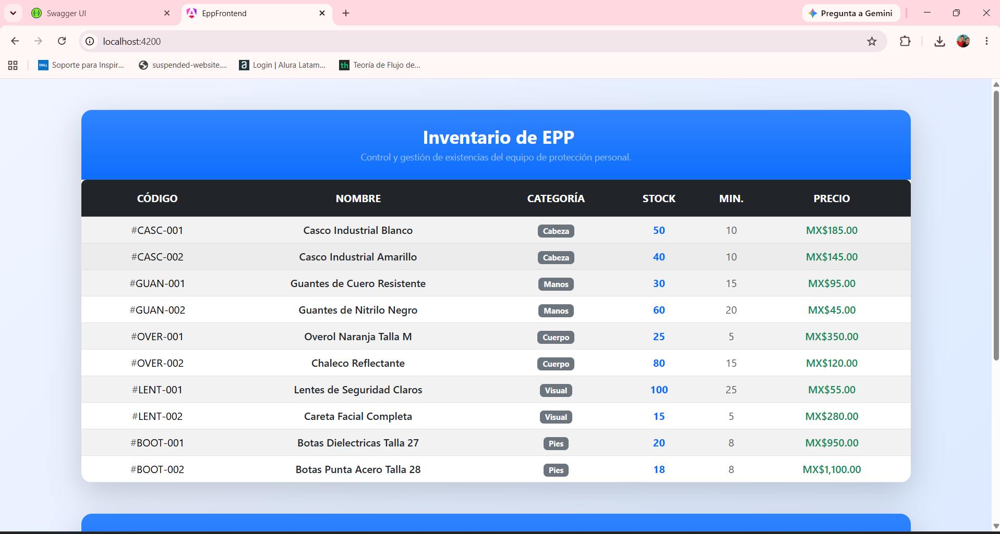 Swagger UI
EppFrontend
Pregunta a Gemini
localhost:4200
Soporte para Inspir...
suspended-website....
Login | Alura Latam...
Teoría de Flujo de...
Inventario de EPP
Control y gestión de existencias del equipo de protección personal.
CÓDIGO NOMBRE CATEGORÍA STOCK MIN. PRECIO
#CASC-001 Casco Industrial Blanco Cabeza 50 10 MX$185.00
#CASC-002 Casco Industrial Amarillo Cabeza 40 10 MX$145.00
#GUAN-001 Guantes de Cuero Resistente Manos 30 15 MX$95.00
#GUAN-002 Guantes de Nitrilo Negro Manos 60 20 MX$45.00
#OVER-001 Overol Naranja Talla M Cuerpo 25 5 MX$350.00
#OVER-002 Chaleco Reflectante Cuerpo 80 15 MX$120.00
#LENT-001 Lentes de Seguridad Claros Visual 100 25 MX$55.00
#LENT-002 Careta Facial Completa Visual 15 5 MX$280.00
#BOOT-001 Botas Dielectricas Talla 27 Pies 20 8 MX$950.00
#BOOT-002 Botas Punta Acero Talla 28 Pies 18 8 MX$1,100.00